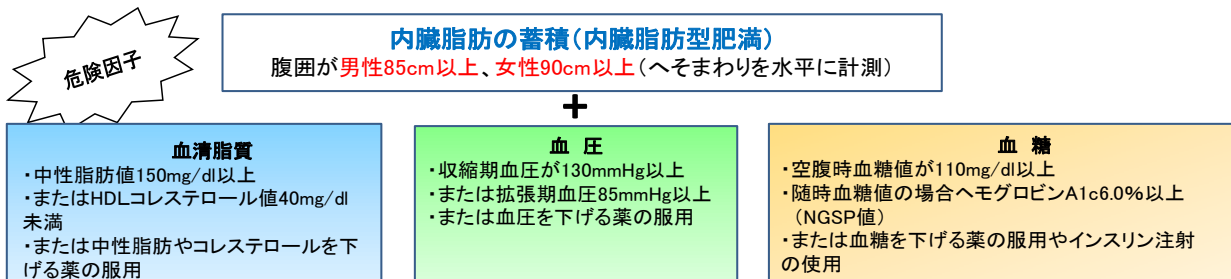 危険因子
内臓脂肪の蓄積(内臓脂肪型肥満)
腹囲が男性85cm以上、女性90cm以上(へそまわりを水平に計測)
+
血清脂質
・中性脂肪値150mg/dl以上
・またはHDLコレステロール値40mg/dl
未満
・または中性脂肪やコレステロールを下
げる薬の服用
血 圧
・収縮期血圧が130mmHg以上
・または拡張期血圧85mmHg以上
・または血圧を下げる薬の服用
血 糖
・空腹時血糖値が110mg/dl以上
・随時血糖値の場合ヘモグロビンA1c6.0%以上
(NGSP値)
・または血糖を下げる薬の服用やインスリン注射
の使用